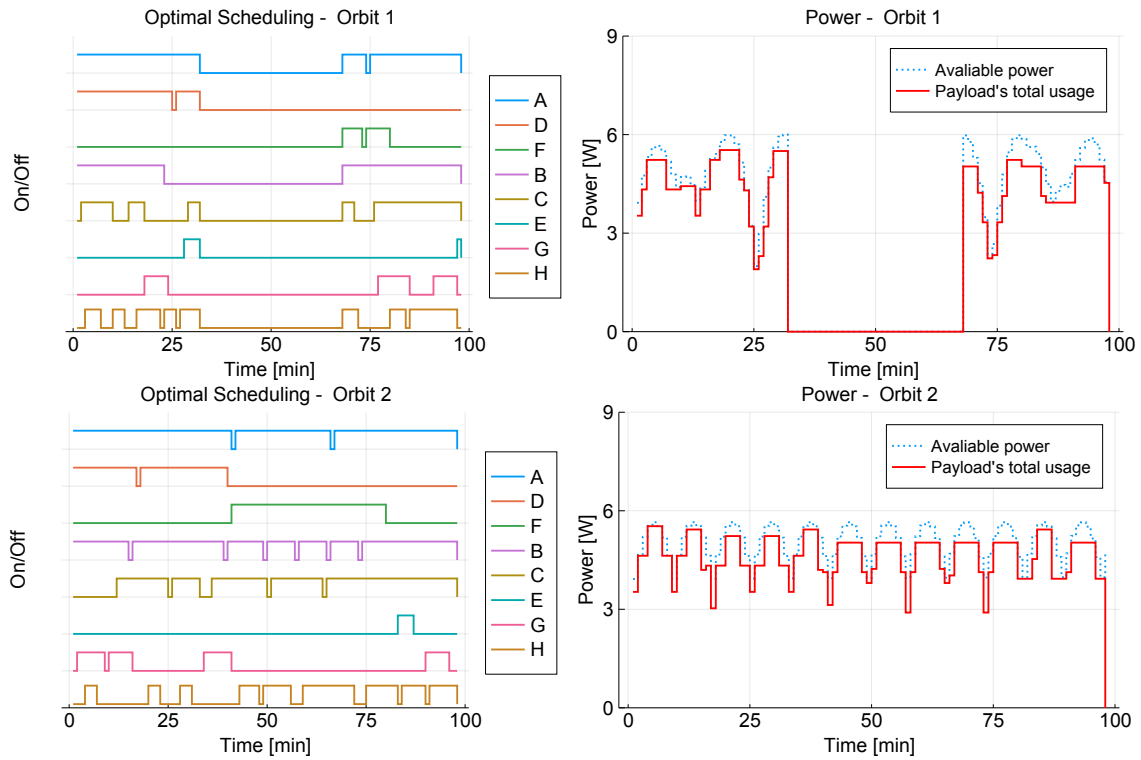 Optimal Scheduling -  Orbit 1
On/Off
A
D
F
B
C
E
G
H
0
25
50
75
100
Time [min]
Power - Orbit 1
Power [W]
9
6
3
0
Avaliable power
Payload's total usage
0
25
50
75
100
Time [min]
Optimal Scheduling -  Orbit 2
On/Off
A
D
F
B
C
E
G
H
0
25
50
75
100
Time [min]
Power -  Orbit 2
Power [W]
9
6
3
0
Avaliable power
Payload's total usage
0
25
50
75
100
Time [min]